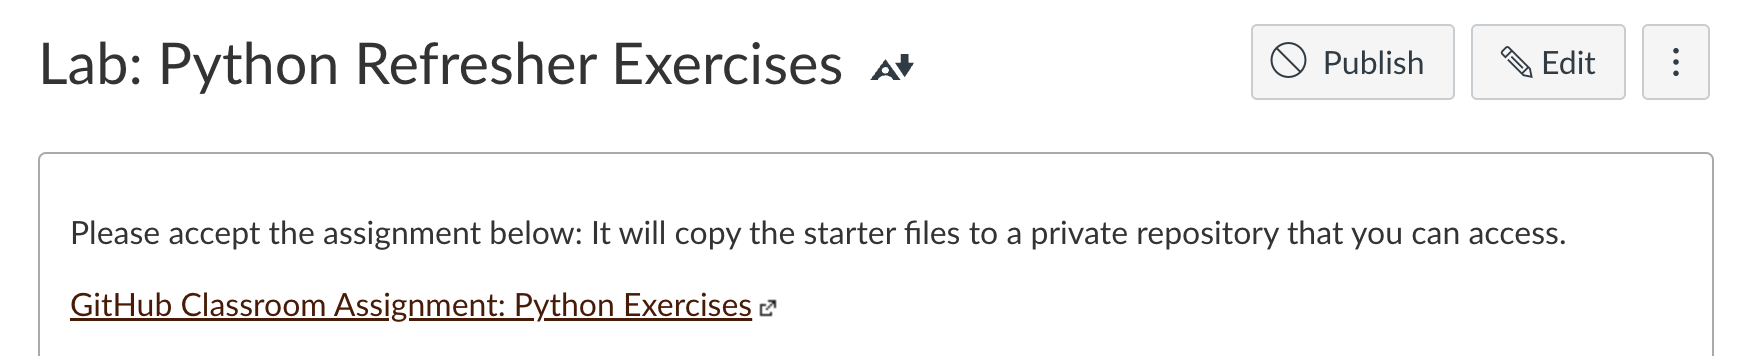 Lab: Python Refresher Exercises
Publish
Edit
Please accept the assignment below: It will copy the starter files to a private repository that you can access.
GitHub Classroom Assignment: Python Exercises